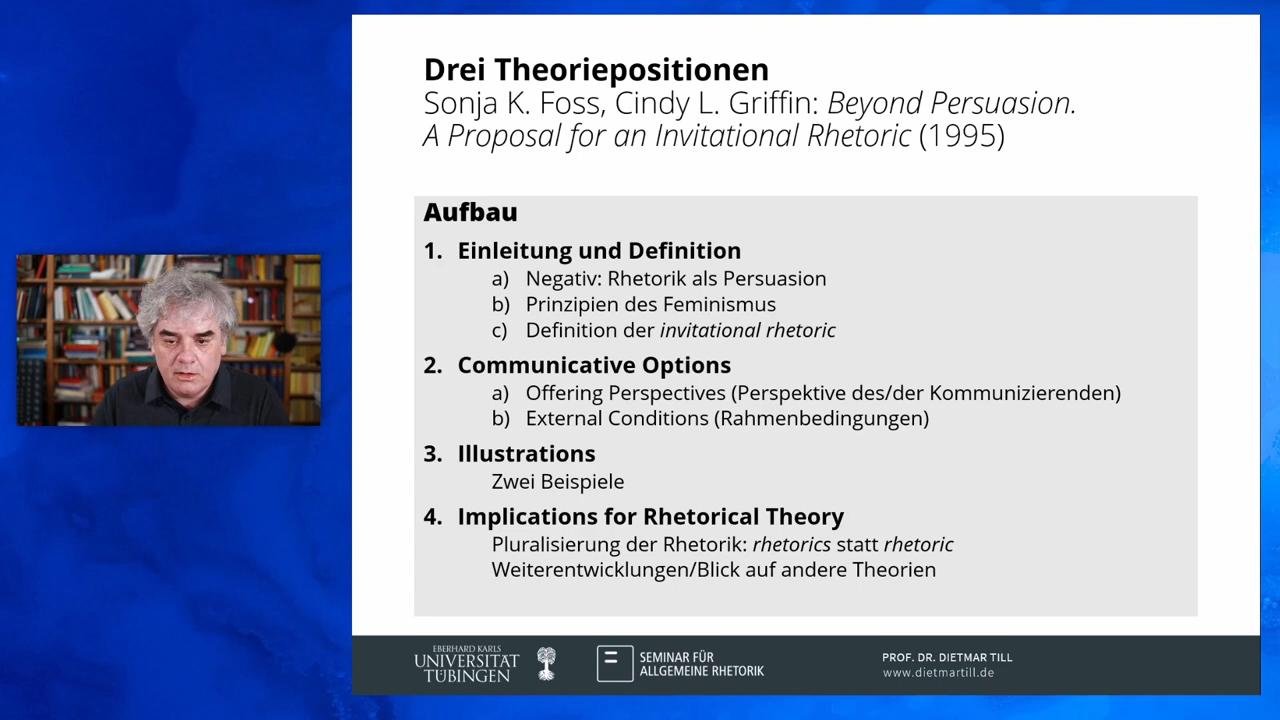 Drei Theoriepositionen
Sonja K. Foss, Cindy L. Griffin: Beyond Persuasion.
A Proposal for an Invitational Rhetoric (1995)
Aufbau
1. Einleitung und Definition
a) Negativ: Rhetorik als Persuasion
b) Prinzipien des Feminismus
c) Definition der invitational rhetoric
2. Communicative Options
a) Offering Perspectives (Perspektive des/der Kommunizierenden)
b) External Conditions (Rahmenbedingungen)
3. Illustrations
Zwei Beispiele
4. Implications for Rhetorical Theory
Pluralisierung der Rhetorik: rhetorics statt rhetoric
Weiterentwicklungen/Blick auf andere Theorien
EBERHARD KARLS
UNIVERSITÄT
TÜBINGEN
SEMINAR FÜR
ALLGEMEINE RHETORIK
PROF. DR. DIETMAR TILL
www.dietmartill.de